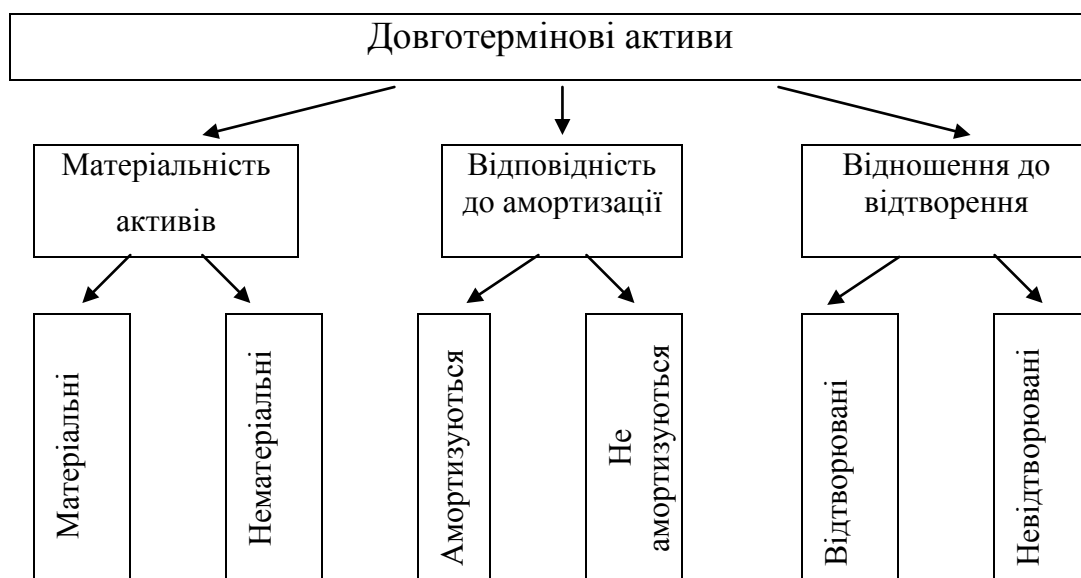 Довготермінові активи
Матеріальність
активів
Відповідність
до амортизації
Відношення до
відтворення
Матеріальні
Нематеріальні
Амортизуються
Не
амортизуються
Відтворювані
Невідтворювані